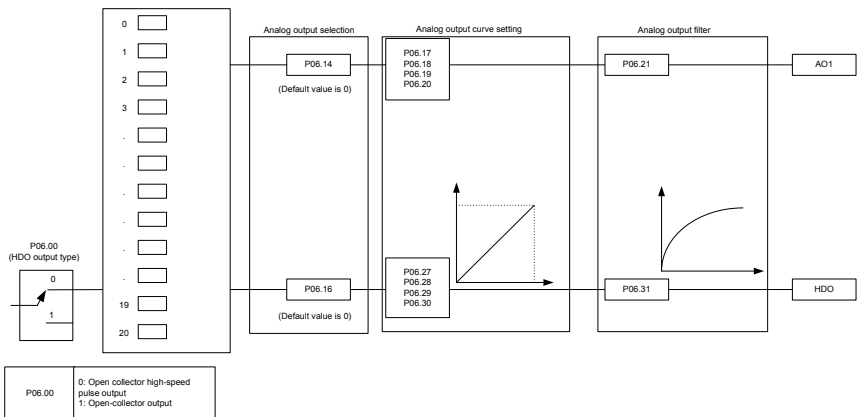 Analog output selection
Analog output curve setting
Analog output filter
0
1
2
3
.
.
.
.
.
.
19
20
P06.14
(Default value is 0)
P06.17
P06.18
P06.19
P06.20
P06.21
AO1
P06.00
(HDO output type)
0
1
P06.16
(Default value is 0)
P06.27
P06.28
P06.29
P06.30
P06.31
HDO
P06.00
0: Open collector high-speed
pulse output
1: Open-collector output